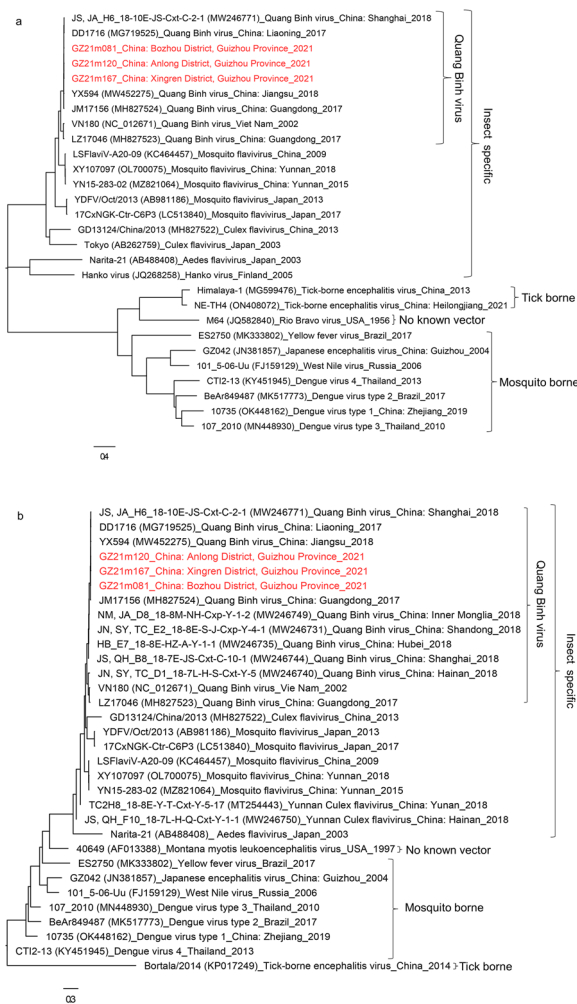 a
JS, JA_H6_18-10E-JS-Cxt-C-2-1 (MW246771)_Quang Binh virus_China: Shanghai_2018
DD1716 (MG719525)_Quang Binh virus_China: Liaoning_2017
GZ21m081_China: Bozhou District, Guizhou Province_2021
GZ21m120_China: Anlong District, Guizhou Province_2021
GZ21m167_China: Xingren District, Guizhou Province_2021
YX594 (MW452275)_Quang Binh virus_China: Jiangsu_2018
JM17156 (MH827524)_Quang Binh virus_China: Guangdong_2017
VN180 (NC_012671)_Quang Binh virus_Viet Nam_2002
LZ17046 (MH827523)_Quang Binh virus_China: Guangdong_2017
Quang Binh virus
LSFlaviV-A20-09 (KC464457)_Mosquito flavivirus_China_2009
XY107097 (OL700075)_Mosquito flavivirus_China: Yunnan_2018
YN15-283-02 (MZ821064)_Mosquito flavivirus_China: Yunnan_2015
YDFV/Oct/2013 (AB981186)_Mosquito flavivirus_Japan_2013
17CxNGK-Ctr-C6P3 (LC513840)_Mosquito flavivirus_Japan_2017
GD13124/China/2013 (MH827522)_Culex flavivirus_China_2013
Tokyo (AB262759)_Culex flavivirus_Japan_2003
Narita-21 (AB488408)_Aedes flavivirus_Japan_2003
Hanko virus (JQ268258)_Hanko virus_Finland_2005
Insect specific
Himalaya-1 (MG599476)_Tick-borne encephalitis virus_China_2013
NE-TH4 (ON408072)_Tick-borne encephalitis virus_China: Heilongjiang_2021
Tick borne
M64 (JQ582840)_Rio Bravo virus_USA_1956
No known vector
ES2750 (MK333802)_Yellow fever virus_Brazil_2017
GZ042 (JN381857)_Japanese encephalitis virus_China: Guizhou_2004
101_5-06-Uu (FJ159129)_West Nile virus_Russia_2006
CTI2-13 (KY451945)_Dengue virus 4_Thailand_2013
BeAr849487 (MK517773)_Dengue virus type 2_Brazil_2017
10735 (OK448162)_Dengue virus type 1_China: Zhejiang_2019
107_2010 (MN448930)_Dengue virus type 3_Thailand_2010
Mosquito borne
0.4
b
JS, JA_H6_18-10E-JS-Cxt-C-2-1 (MW246771)_Quang Binh virus_China: Shanghai_2018
DD1716 (MG719525)_Quang Binh virus_China: Liaoning_2017
YX594 (MW452275)_Quang Binh virus_China: Jiangsu_2018
GZ21m120_China: Anlong District, Guizhou Province_2021
GZ21m167_China: Xingren District, Guizhou Province_2021
GZ21m081_China: Bozhou District, Guizhou Province_2021
JM17156 (MH827524)_Quang Binh virus_China: Guangdong_2017
NM, JA_D8_18-8M-NH-Cxp-Y-1-2 (MW246749)_Quang Binh virus_China: Inner Monglia_2018
JN, SY, TC_E2_18-8E-S-J-Cxp-Y-4-1 (MW246731)_Quang Binh virus_China: Shandong_2018
HB_E7_18-8E-HZ-A-Y-1-1 (MW246735)_Quang Binh virus_China: Hubei_2018
JS, QH_B8_18-7E-JS-Cxt-C-10-1 (MW246744)_Quang Binh virus_China: Shanghai_2018
JN, SY, TC_D1_18-7L-H-S-Cxt-Y-5 (MW246740)_Quang Binh virus_China: Hainan_2018
VN180 (NC_012671)_Quang Binh virus_Vie Nam_2002
LZ17046 (MH827523)_Quang Binh virus_China: Guangdong_2017
Quang Binh virus
GD13124/China/2013 (MH827522)_Culex flavivirus_China_2013
YDFV/Oct/2013 (AB981186)_Mosquito flavivirus_Japan_2013
17CxNGK-Ctr-C6P3 (LC513840)_Mosquito flavivirus_Japan_2017
LSFlaviV-A20-09 (KC464457)_Mosquito flavivirus_China_2009
XY107097 (OL700075)_Mosquito flavivirus_China: Yunnan_2018
YN15-283-02 (MZ821064)_Mosquito flavivirus_China: Yunnan_2015
TC2H8_18-8E-Y-T-Cxt-Y-5-17 (MT254443)_Yunnan Culex flavivirus_China: Yunan_2018
JS, QH_F10_18-7L-H-Q-Cxt-Y-1-1 (MW246750)_Yunnan Culex flavivirus_China: Hainan_2018
Narita-21 (AB488408)_ Aedes flavivirus_Japan_2003
Insect specific
40649 (AF013388)_Montana myotis leukoencephalitis virus_USA_1997
No known vector
ES2750 (MK333802)_Yellow fever virus_Brazil_2017
GZ042 (JN381857)_Japanese encephalitis virus_China: Guizhou_2004
101_5-06-Uu (FJ159129)_West Nile virus_Russia_2006
107_2010 (MN448930)_Dengue virus type 3_Thailand_2010
BeAr849487 (MK517773)_Dengue virus type 2_Brazil_2017
10735 (OK448162)_Dengue virus type 1_China: Zhejiang_2019
CTI2-13 (KY451945)_Dengue virus 4_Thailand_2013
Mosquito borne
Bortala/2014 (KP017249)_Tick-borne encephalitis virus_China_2014
Tick borne
0.3